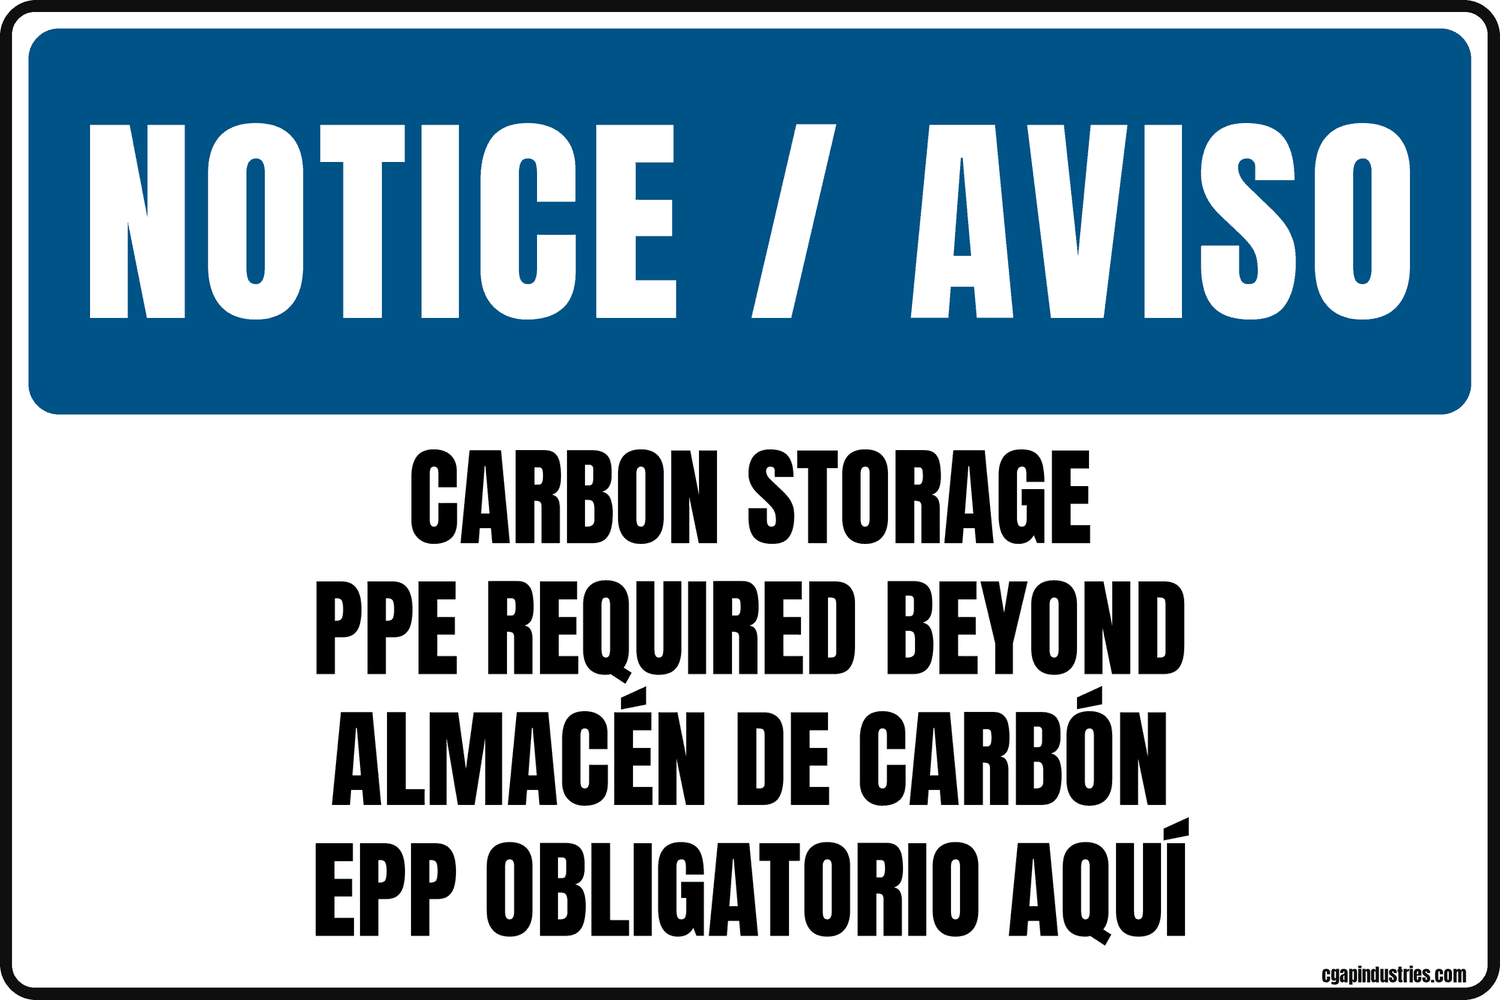 NOTICE / AVISO
CARBON STORAGE
PPE REQUIRED BEYOND
ALMACÉN DE CARBÓN
EPP OBLIGATORIO AQUÍ
cgapindustries.com